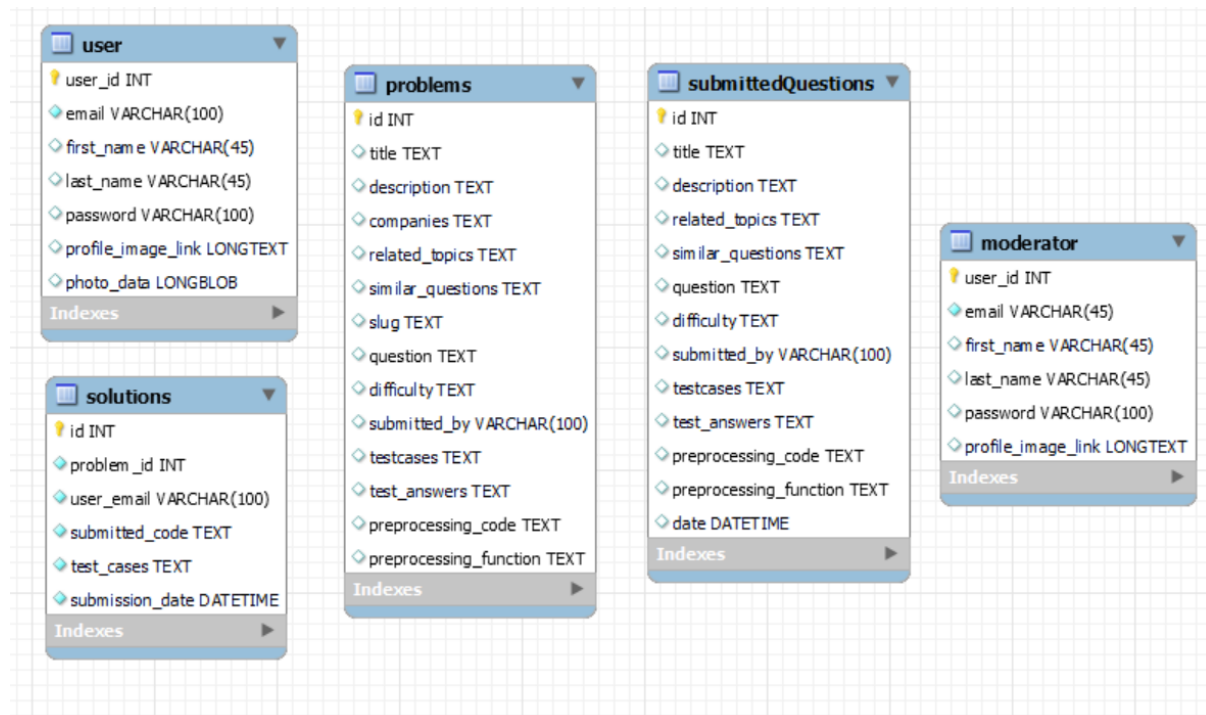 user
user_id INT
email VARCHAR(100)
first_name VARCHAR(45)
last_name VARCHAR(45)
password VARCHAR(100)
profile_image_link LONGTEXT
photo_data LONGBLOB
Indexes
solutions
id INT
problem_id INT
user_email VARCHAR(100)
submitted_code TEXT
test_cases TEXT
submission_date DATETIME
Indexes
problems
id INT
title TEXT
description TEXT
companies TEXT
related_topics TEXT
similar_questions TEXT
slug TEXT
question TEXT
difficulty TEXT
submitted_by VARCHAR(100)
testcases TEXT
test_answers TEXT
preprocessing_code TEXT
preprocessing_function TEXT
Indexes
submittedQuestions
id INT
title TEXT
description TEXT
related_topics TEXT
similar_questions TEXT
question TEXT
difficulty TEXT
submitted_by VARCHAR(100)
testcases TEXT
test_answers TEXT
preprocessing_code TEXT
preprocessing_function TEXT
date DATETIME
Indexes
moderator
user_id INT
email VARCHAR(45)
first_name VARCHAR(45)
last_name VARCHAR(45)
password VARCHAR(100)
profile_image_link LONGTEXT
Indexes